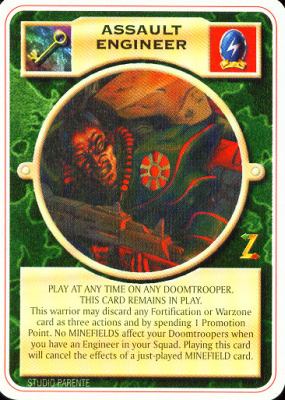 ASSAULT
ENGINEER
Z
PLAY AT ANY TIME ON ANY DOOMTROOPER.
THIS CARD REMAINS IN PLAY.
This warrior may discard any Fortification or Warzone
card as three actions and by spending 1 Promotion
Point. No MINEFIELDS affect your Doomtroopers when
you have an Engineer in your Squad. Playing this card
will cancel the effects of a just-played MINEFIELD card.
STUDIO PARENTE